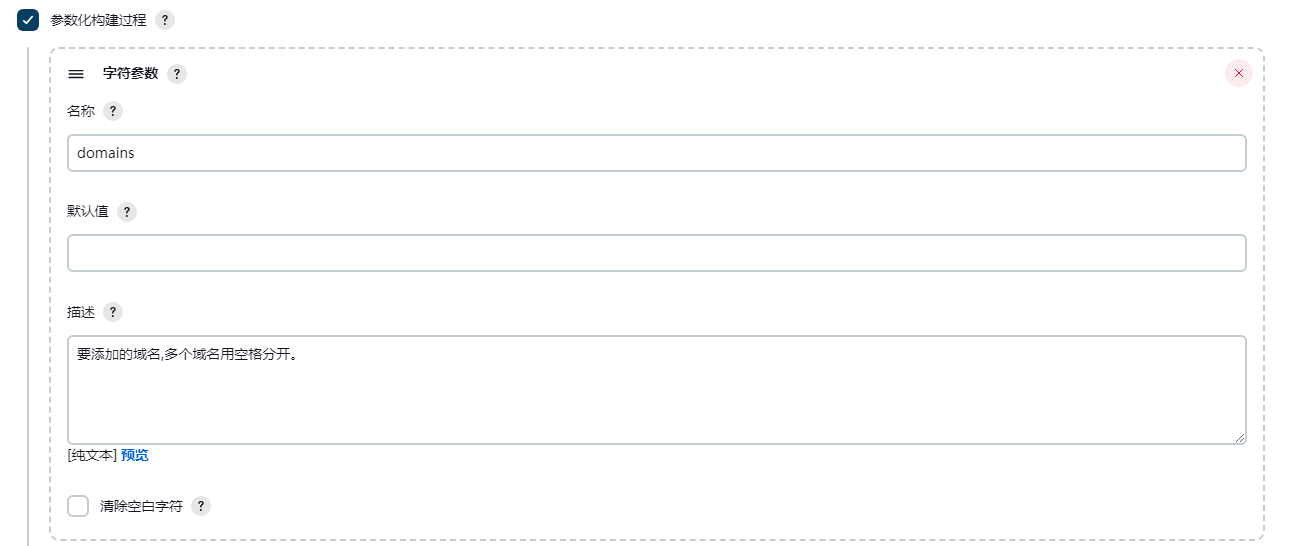 参数化构建过程 ?
字符参数 ?
名称 ?
domains
默认值 ?
描述 ?
要添加的域名,多个域名用空格分开。
[纯文本] 预览
清除空白字符 ?